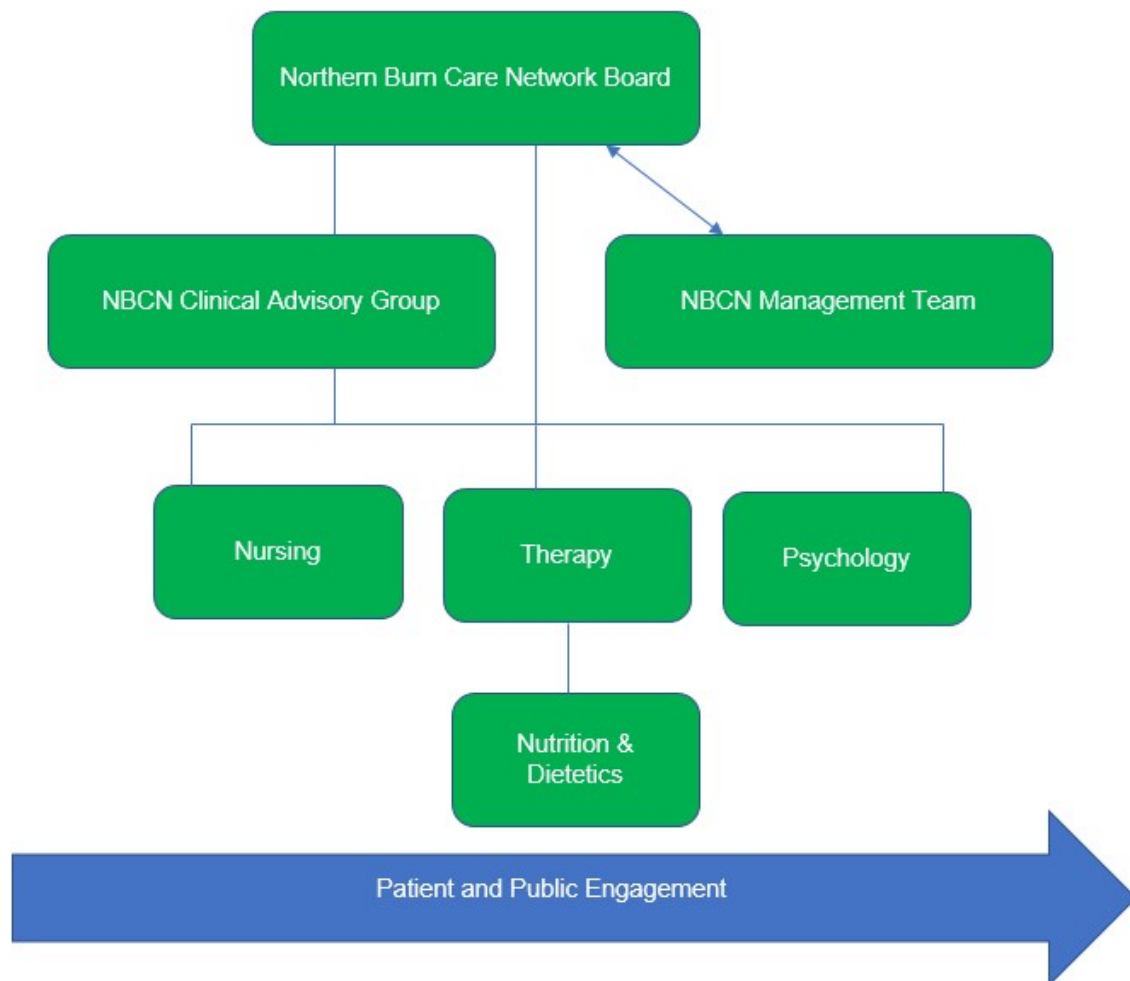 Northern Burn Care Network Board
NBCN Clinical Advisory Group
NBCN Management Team
Nursing
Therapy
Psychology
Nutrition &
Dietetics
Patient and Public Engagement